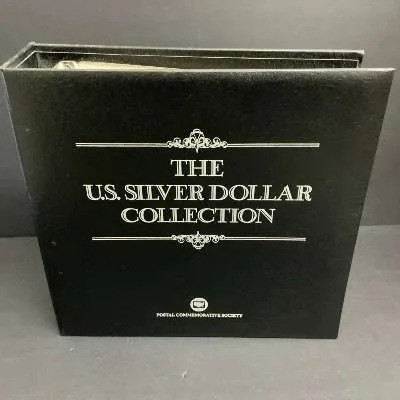 THE
U.S. SILVER DOLLAR
COLLECTION
POSTAL COMMEMORATIVE SOCIETY